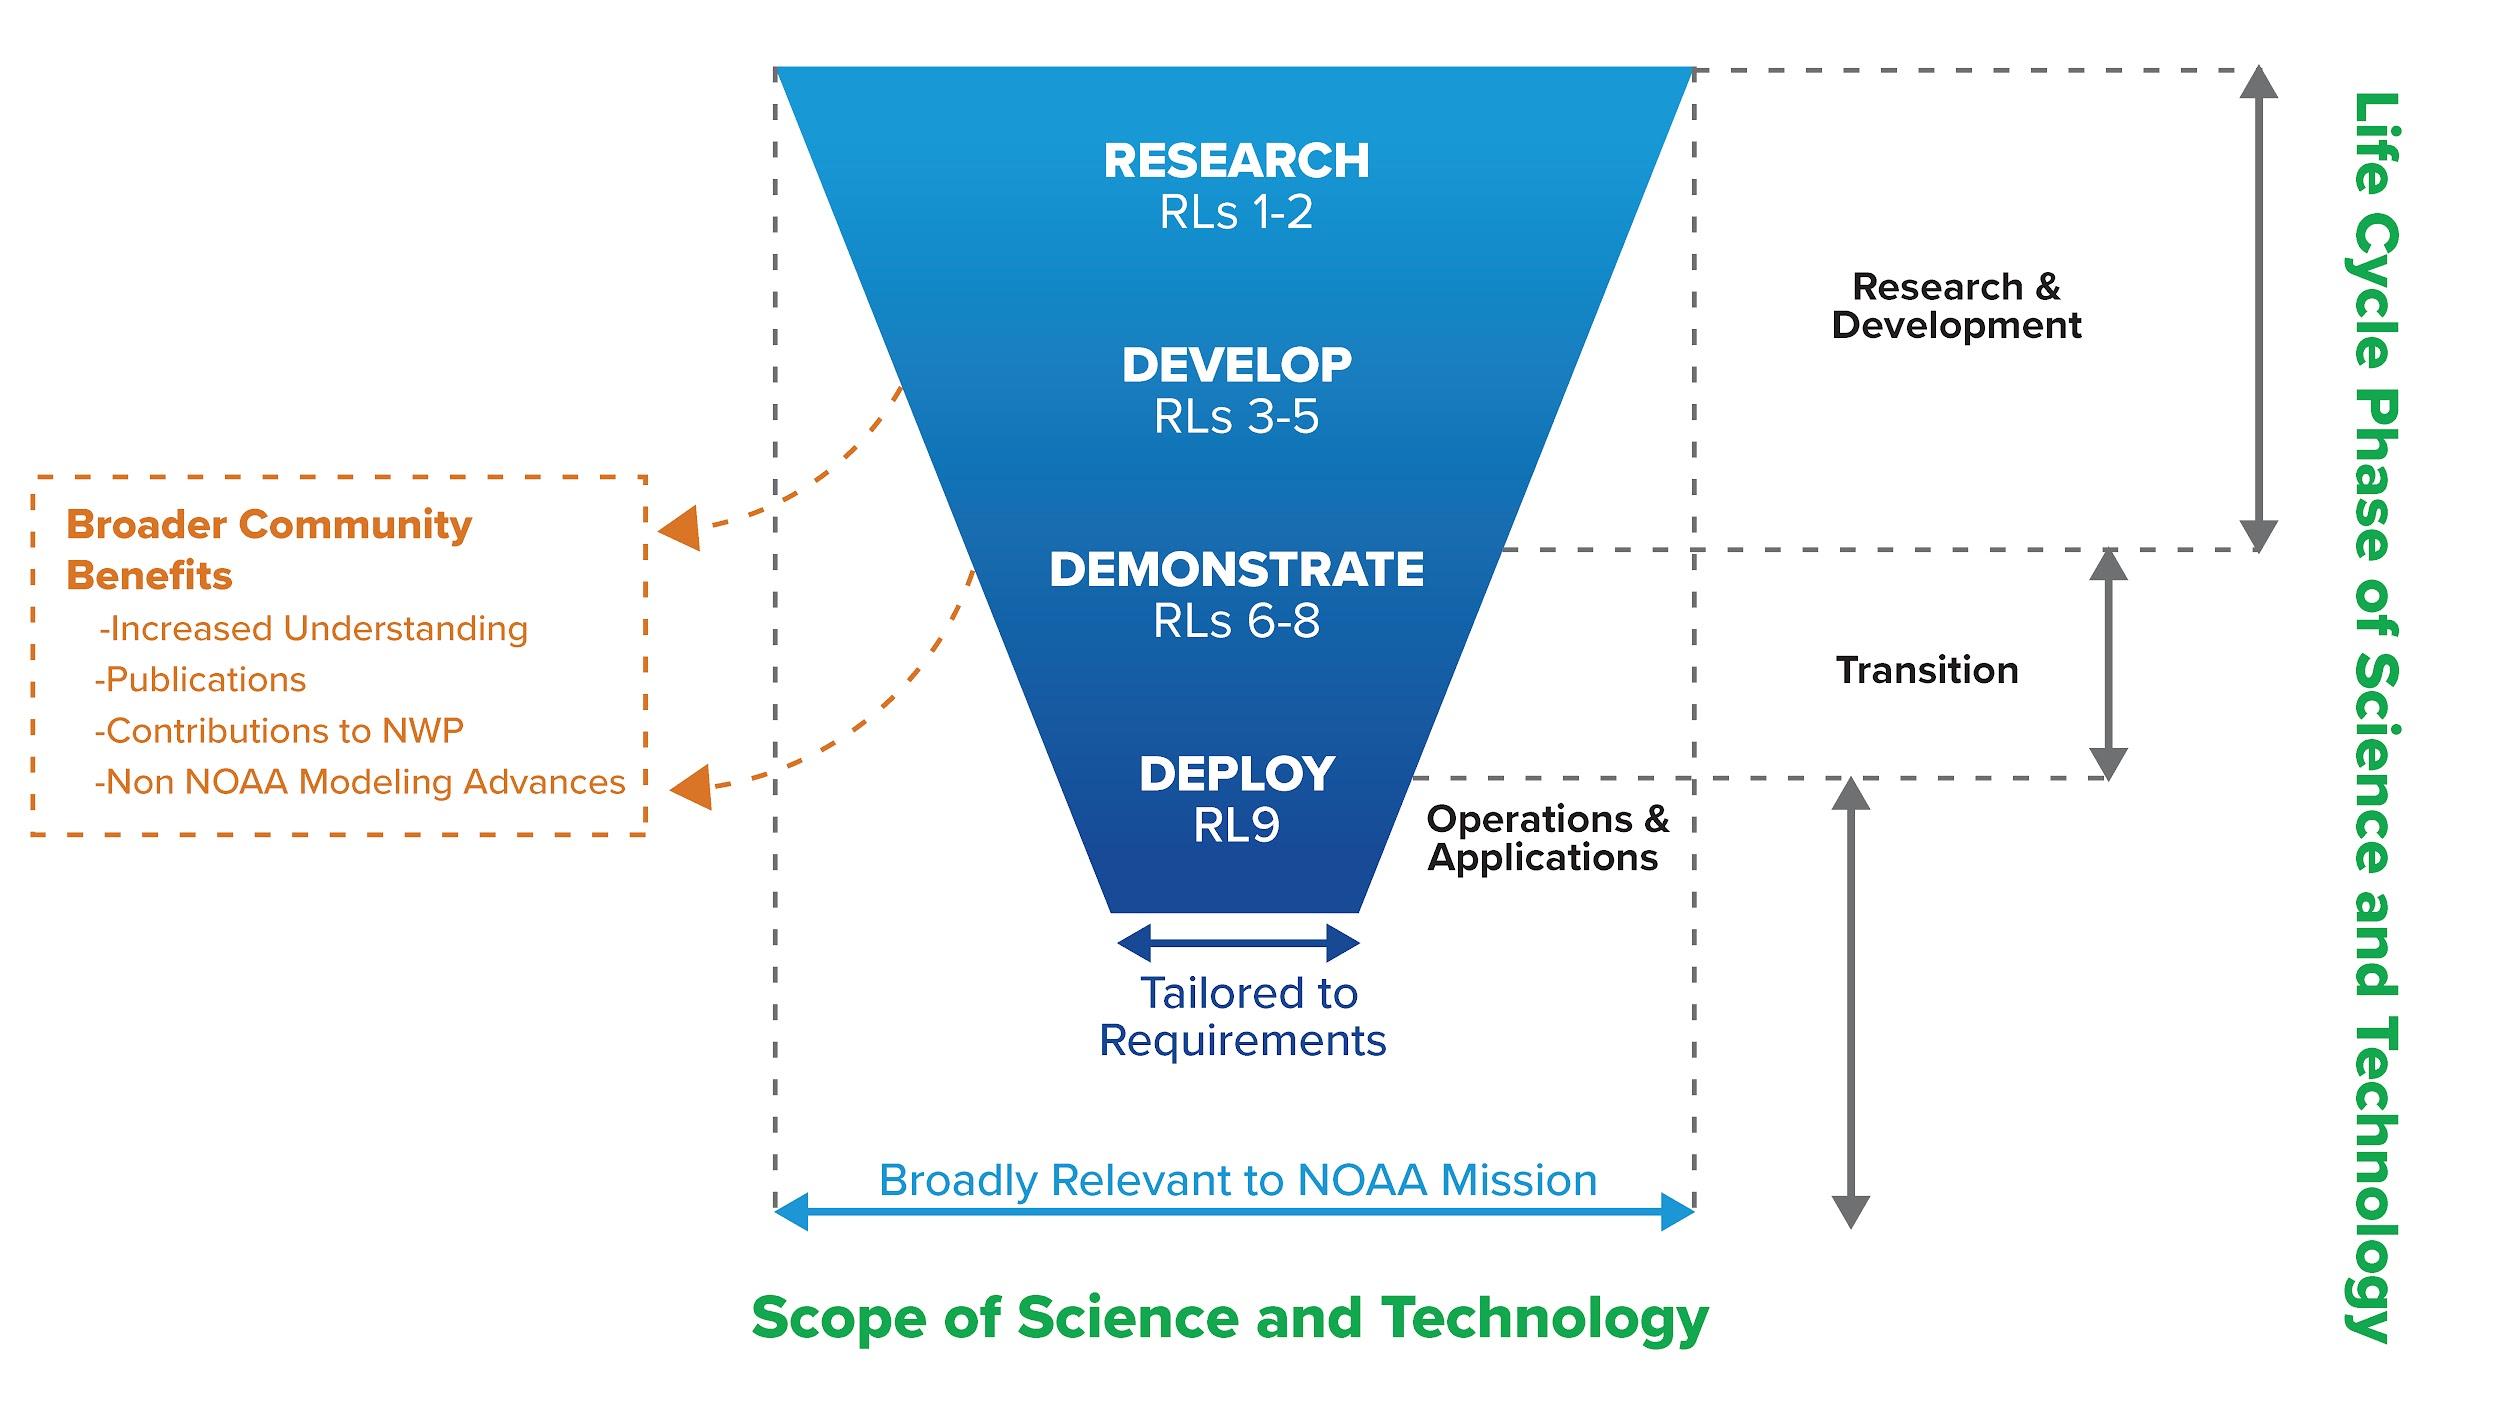 RESEARCH
RLs 1-2
DEVELOP
RLs 3-5
DEMONSTRATE
RLs 6-8
DEPLOY
RL9
Tailored to
Requirements
Broadly Relevant to NOAA Mission
Scope of Science and Technology
Broader Community
Benefits
-Increased Understanding
-Publications
-Contributions to NWP
-Non NOAA Modeling Advances
Research &
Development
Transition
Operations &
Applications
Life Cycle Phase of Science and Technology